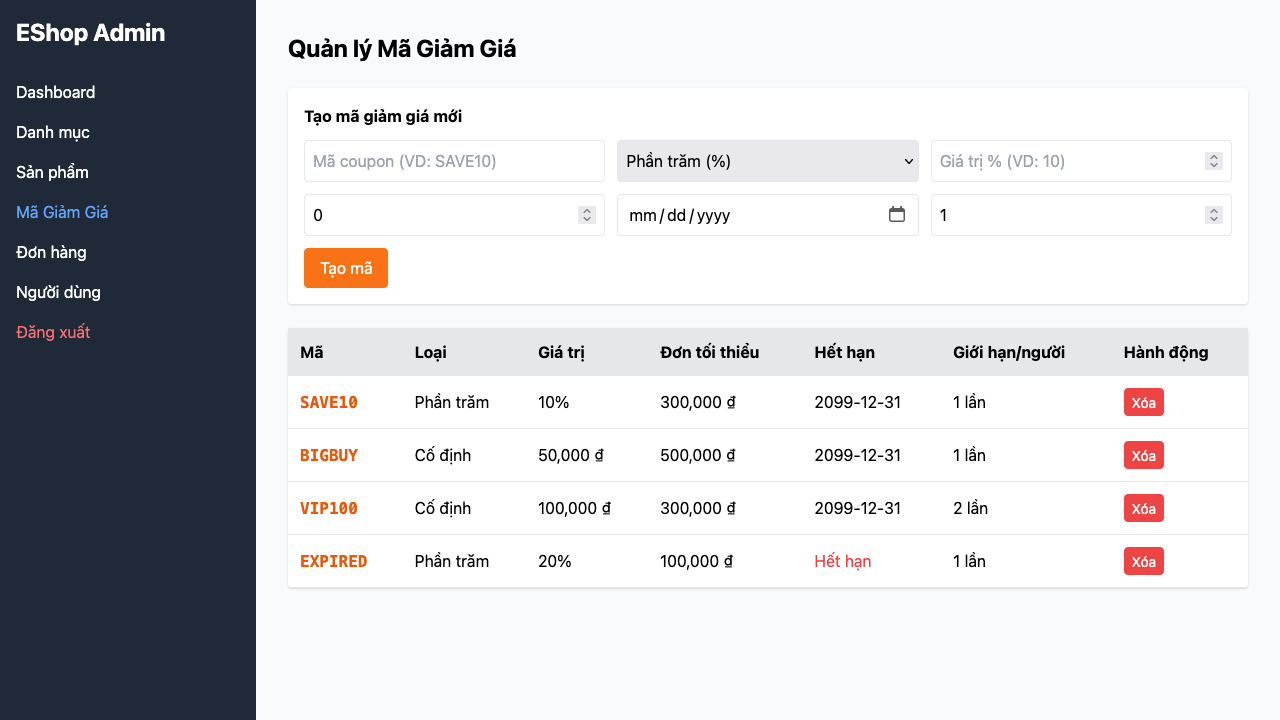 EShop Admin
Dashboard
Danh mục
Sản phẩm
Mã Giảm Giá
Đơn hàng
Người dùng
Đăng xuất
Quản lý Mã Giảm Giá
Tạo mã giảm giá mới
Mã coupon (VD: SAVE10) Phần trăm (%) Giá trị % (VD: 10)
0 mm/dd/yyyy 1
Tạo mã
Mã Loại Giá trị Đơn tối thiểu Hết hạn Giới hạn/người Hành động
SAVE10 Phần trăm 10% 300,000 ₫ 2099-12-31 1 lần Xóa
BIGBUY Cố định 50,000 ₫ 500,000 ₫ 2099-12-31 1 lần Xóa
VIP100 Cố định 100,000 ₫ 300,000 ₫ 2099-12-31 2 lần Xóa
EXPIRED Phần trăm 20% 100,000 ₫ Hết hạn 1 lần Xóa